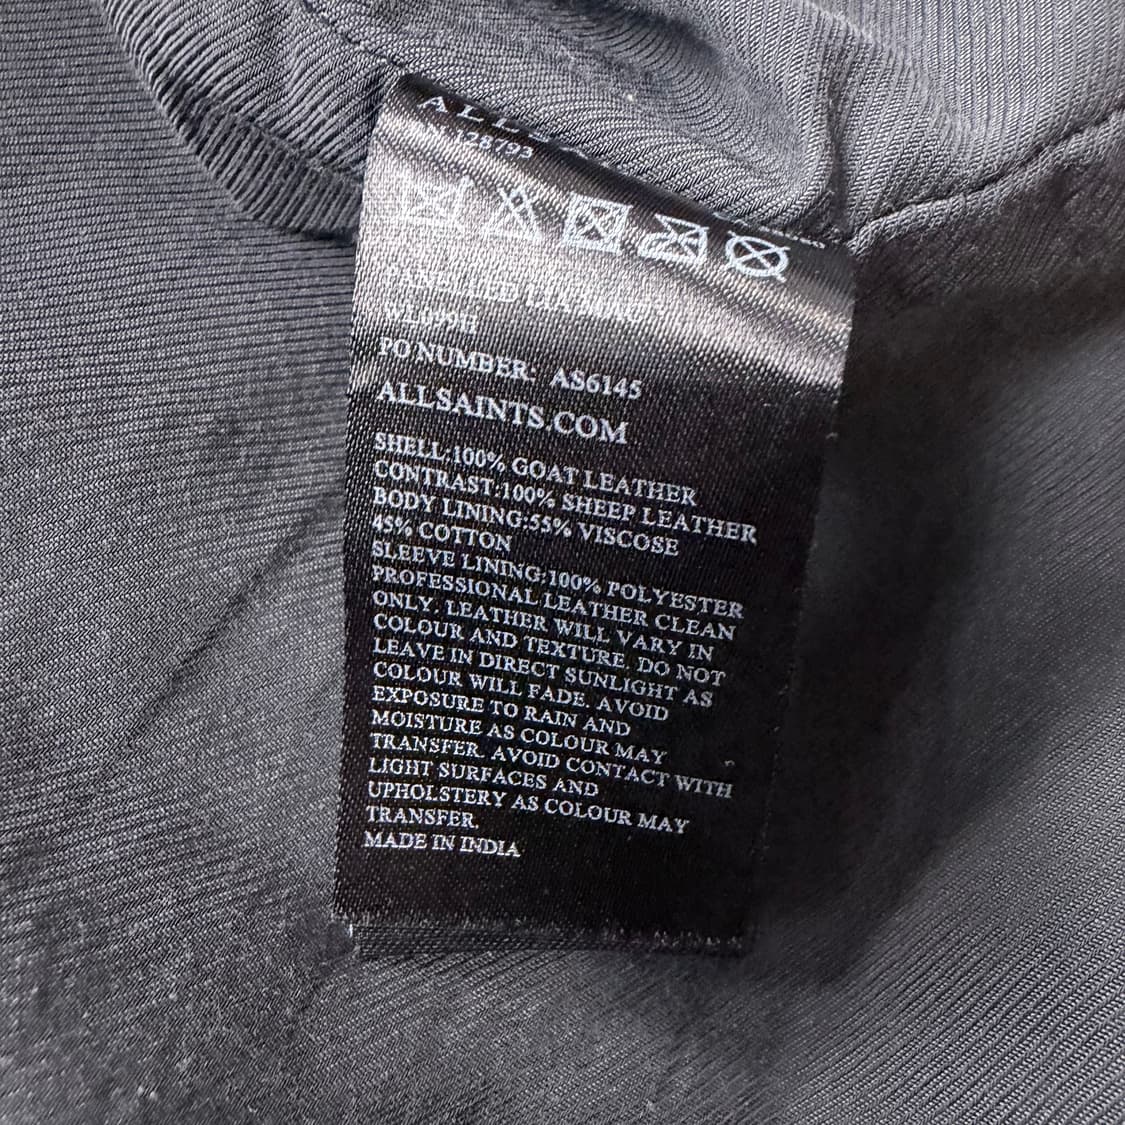 128793
WL099H
PO NUMBER: AS6145
ALLSAINTS.COM
SHELL:100% GOAT LEATHER
CONTRAST:100% SHEEP LEATHER
BODY LINING:55% VISCOSE
45% COTTON
SLEEVE LINING:100% POLYESTER
PROFESSIONAL LEATHER CLEAN
ONLY. LEATHER WILL VARY IN
COLOUR AND TEXTURE. DO NOT
LEAVE IN DIRECT SUNLIGHT AS
COLOUR WILL FADE. AVOID
EXPOSURE TO RAIN AND
MOISTURE AS COLOUR MAY
TRANSFER. AVOID CONTACT WITH
LIGHT SURFACES AND
UPHOLSTERY AS COLOUR MAY
TRANSFER.
MADE IN INDIA